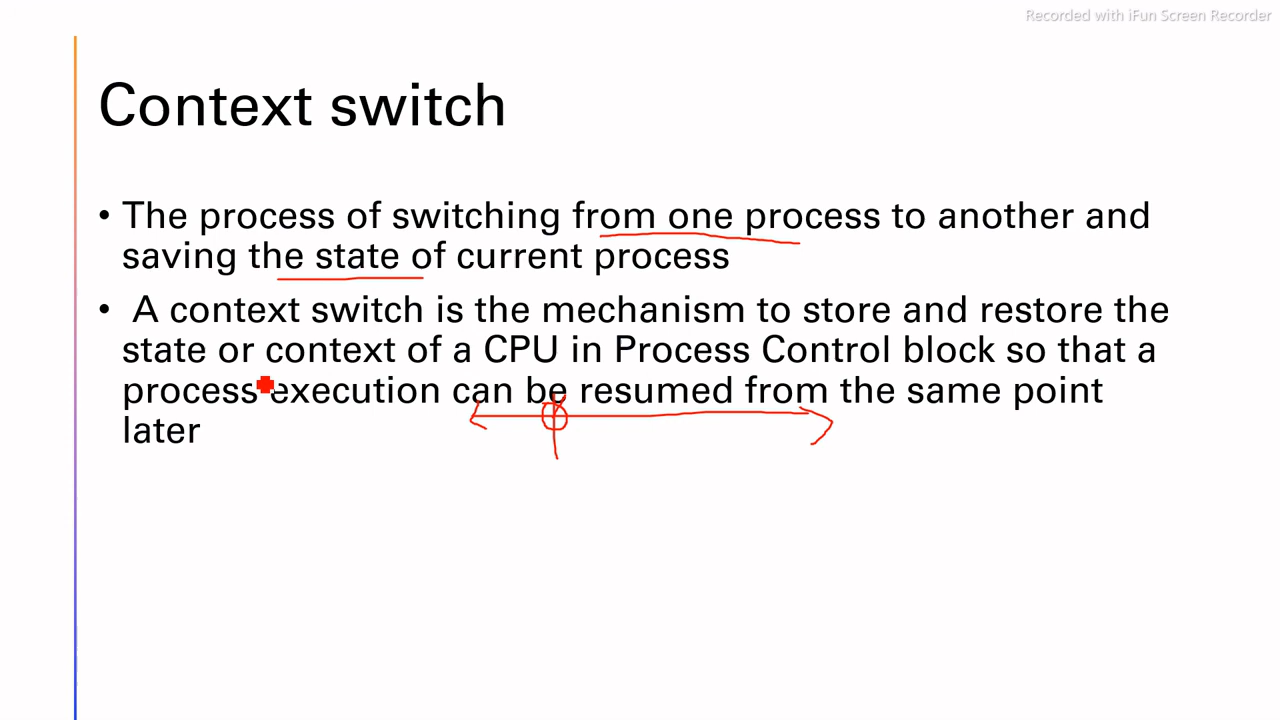 Recorded with iFun Screen Recorder
Context switch
• The process of switching from one process to another and
saving the state of current process
• A context switch is the mechanism to store and restore the
state or context of a CPU in Process Control block so that a
process execution can be resumed from the same point
later